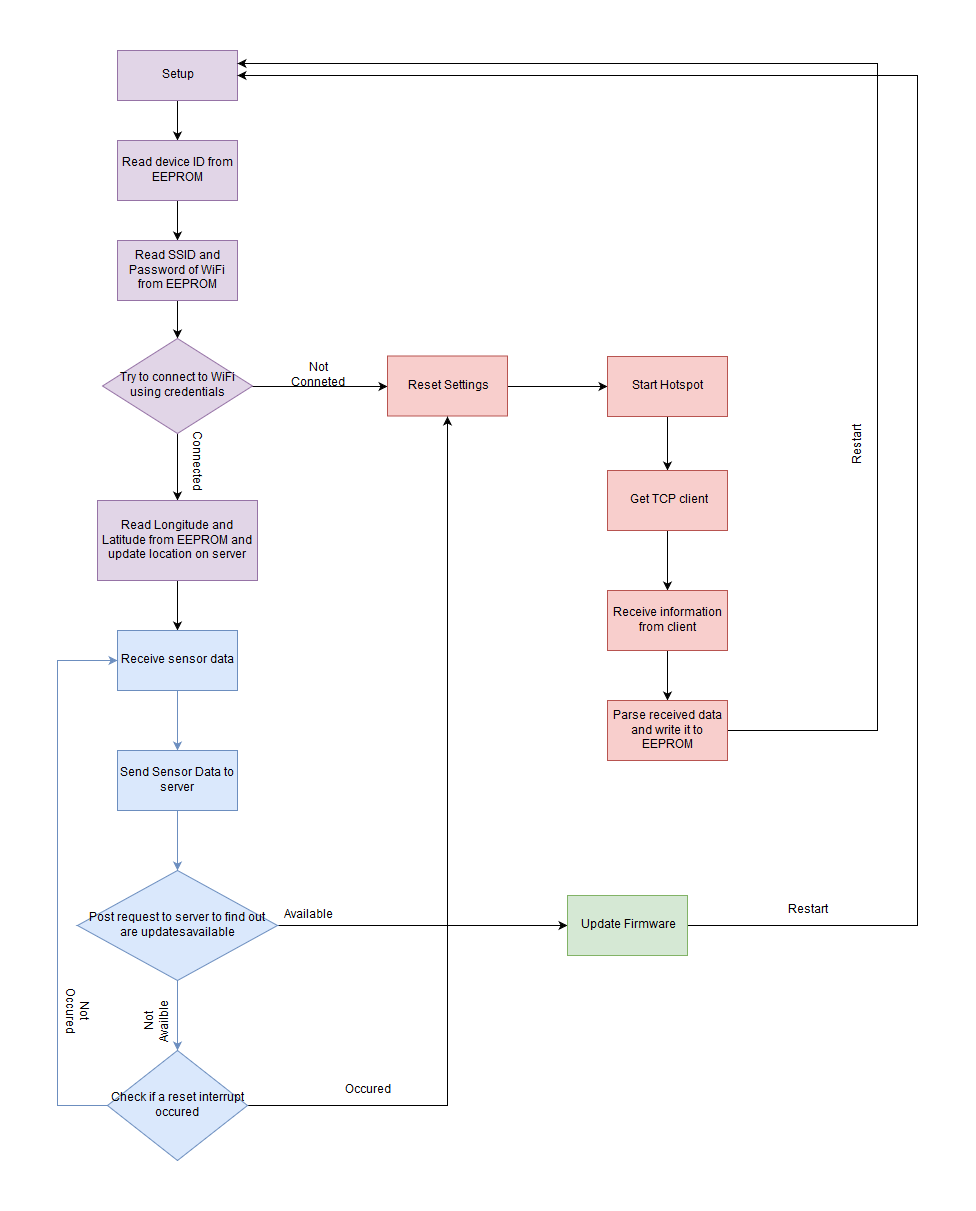 Setup
Read device ID from
EEPROM
Read SSID and
Password of WiFi
from EEPROM
Try to connect to WiFi
using credentials
Not
Conneted
Reset Settings
Start Hotspot
Connected
Restart
Get TCP client
Read Longitude and
Latitude from EEPROM and
update location on server
Receive information
from client
Receive sensor data
Parse received data
and write it to
EEPROM
Send Sensor Data to
server
Post request to server to find out
are updatesavailable
Available
Update Firmware
Restart
Not
Occured
Not
Availble
Check if a reset interrupt
occured
Occured